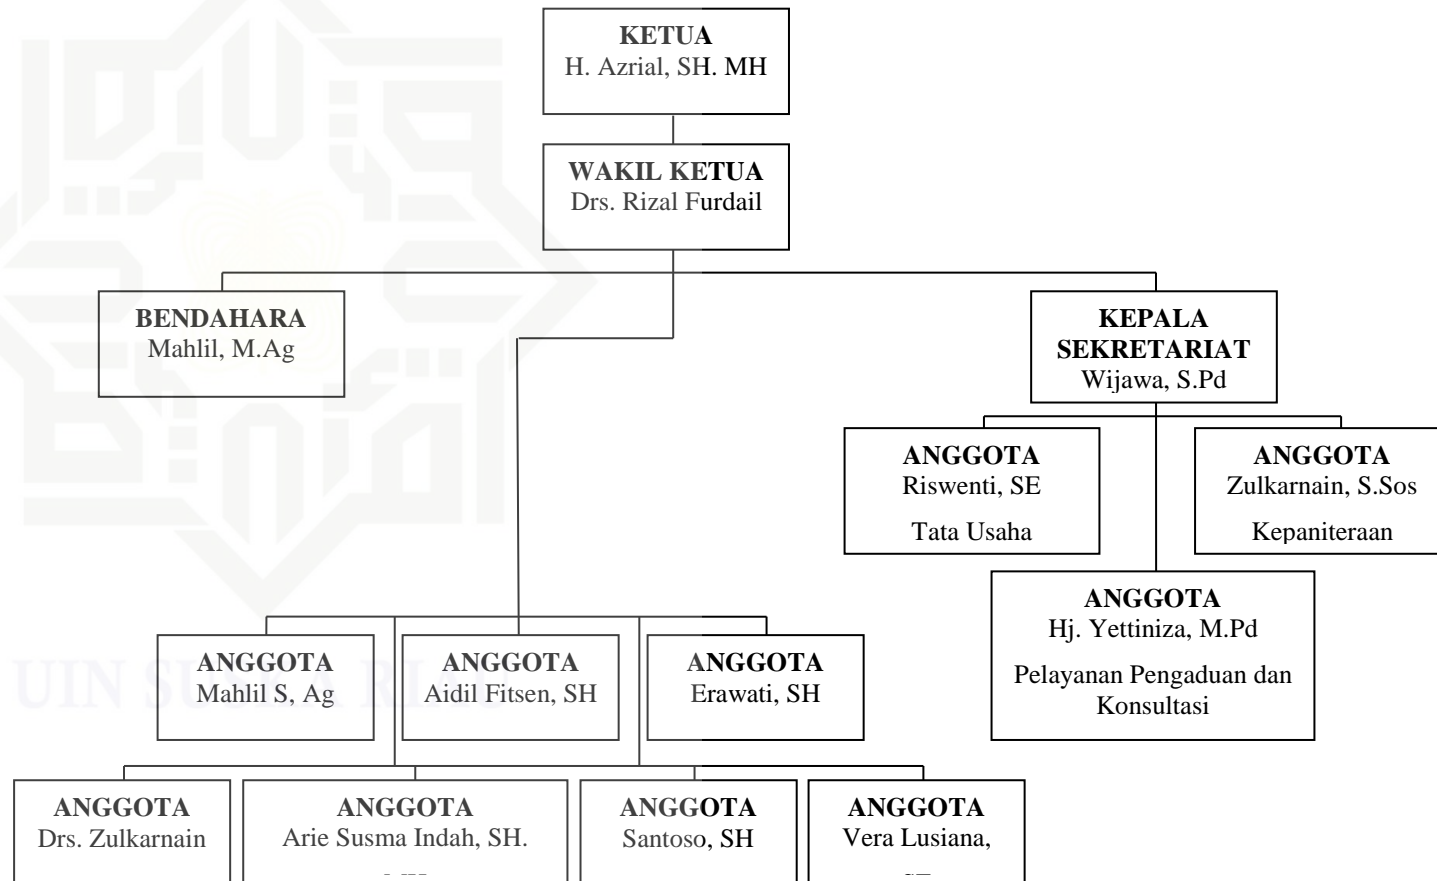 KETUA
H. Azrial, SH. MH
WAKIL KETUA
Drs. Rizal Furdail
BENDAHARA
Mahlil, M.Ag
KEPALA
SEKRETARIAT
Wijawa, S.Pd
ANGGOTA
Riswenti, SE
Tata Usaha
ANGGOTA
Zulkarnain, S.Sos
Kepaniteraan
ANGGOTA
Hj. Yettiniza, M.Pd
Pelayanan Pengaduan dan
Konsultasi
ANGGOTA
Mahlil S, Ag
ANGGOTA
Aidil Fitsen, SH
ANGGOTA
Erawati, SH
UIN SUSKA RIAU
ANGGOTA
Drs. Zulkarnain
ANGGOTA
Arie Susma Indah, SH.
ANGGOTA
Santoso, SH
ANGGOTA
Vera Lusiana,